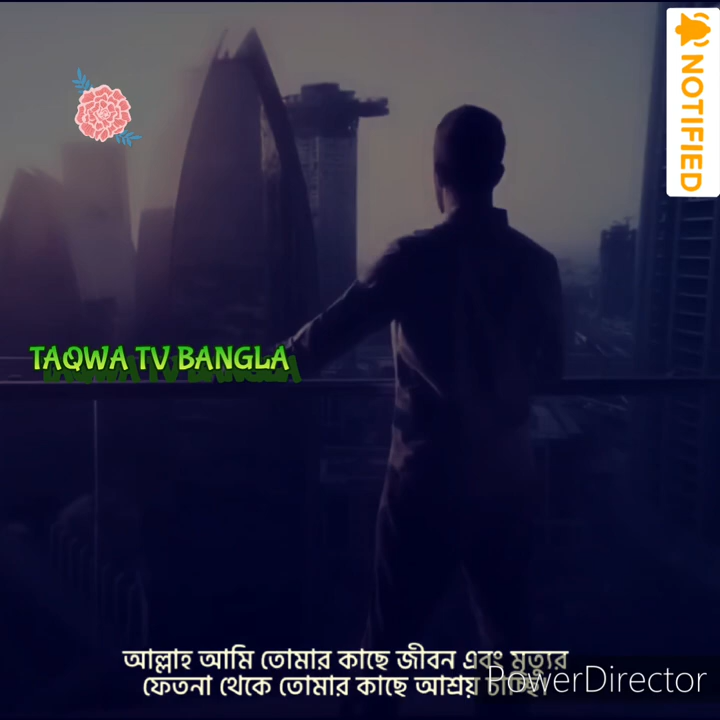 NOTIFIED
TAQWA TV BANGLA
আল্লাহ আমি তোমার কাছে জীবন এবং মুত্যুর
ফেতনা থেকে তোমার কাছে আশ্রয়
PowerDirector